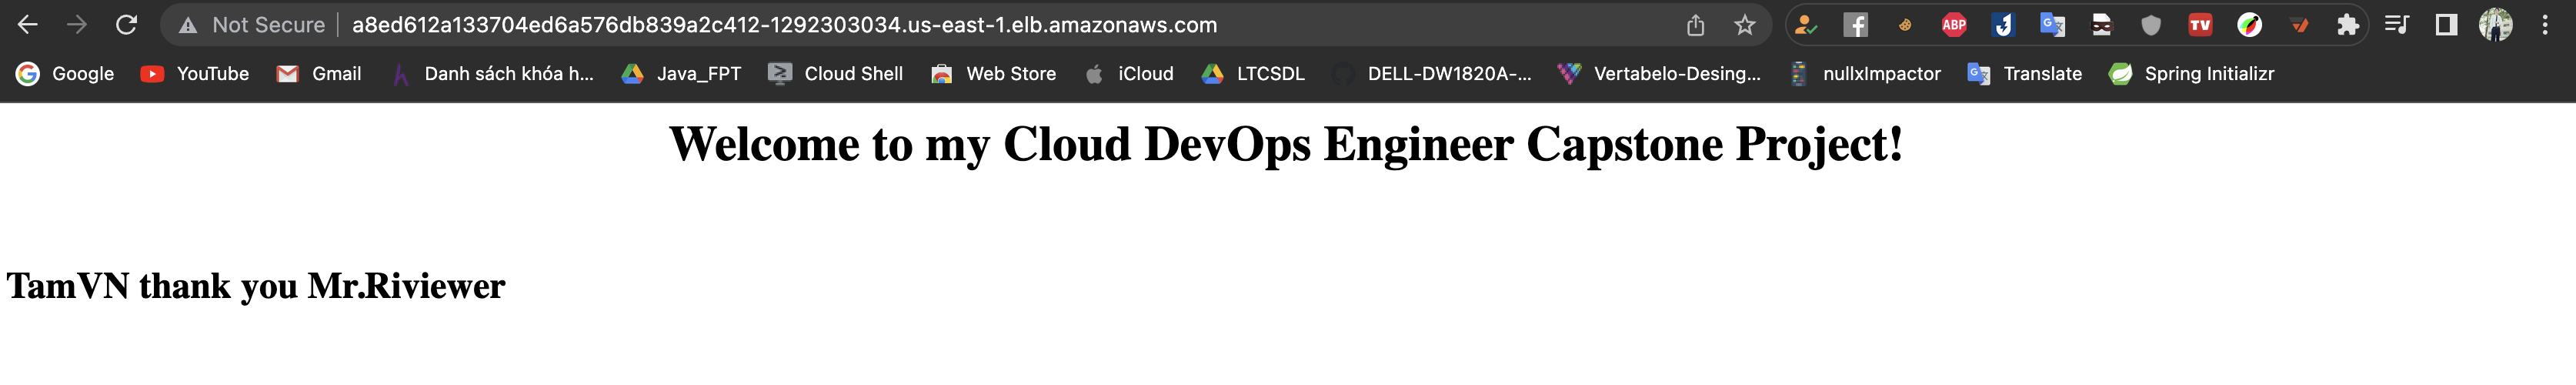 Not Secure a8ed612a133704ed6a576db839a2c412-1292303034.us-east-1.elb.amazonaws.com ABP TV
Google YouTube Gmail Danh sách khóa h... Java_FPT Cloud Shell Web Store iCloud LTCSDL DELL-DW1820A-... Vertabelo-Desing... nullxImpactor Translate Spring Initializr
Welcome to my Cloud DevOps Engineer Capstone Project!
TamVN thank you Mr.Riviewer